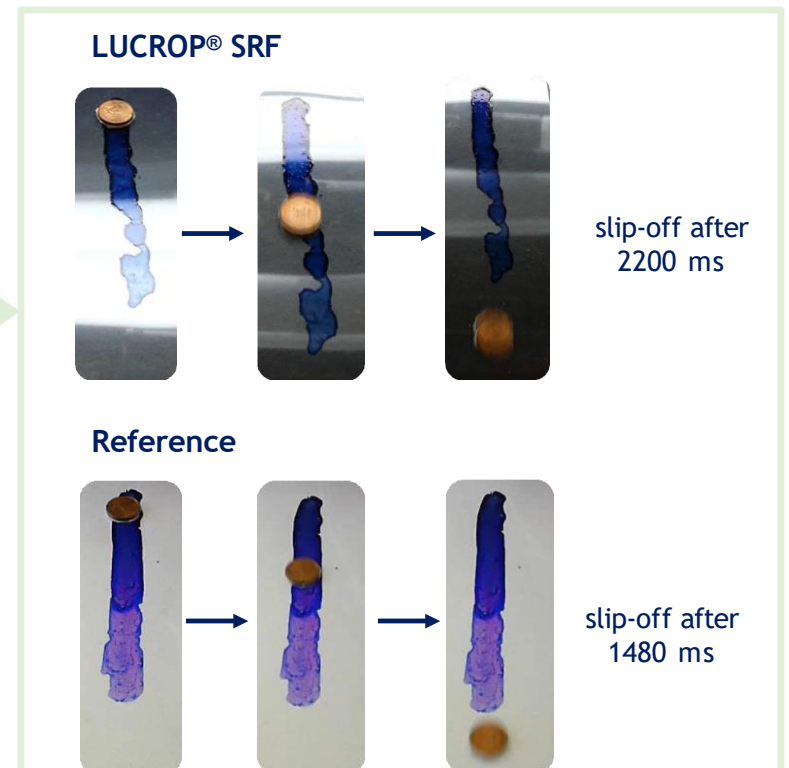 LUCROP® SRF
slip-off after
2200 ms
Reference
slip-off after
1480 ms